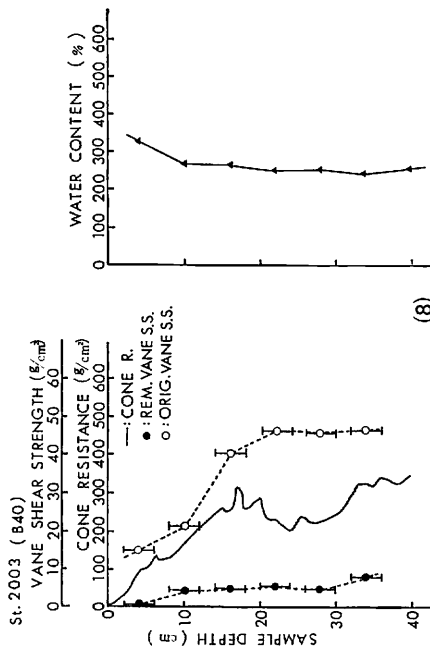 St. 2003 (B40)
VANE SHEAR STRENGTH (g/cm²)
0 10 20 30 40 50 60
CONE RESISTANCE (g/cm²)
0 100 200 300 400 500 600
—: CONE R.
●: REM. VANE S.S.
○: ORIG. VANE S.S.
SAMPLE DEPTH (cm)
0
10
20
30
40
WATER CONTENT (%)
0 100 200 300 400 500 600
(8)